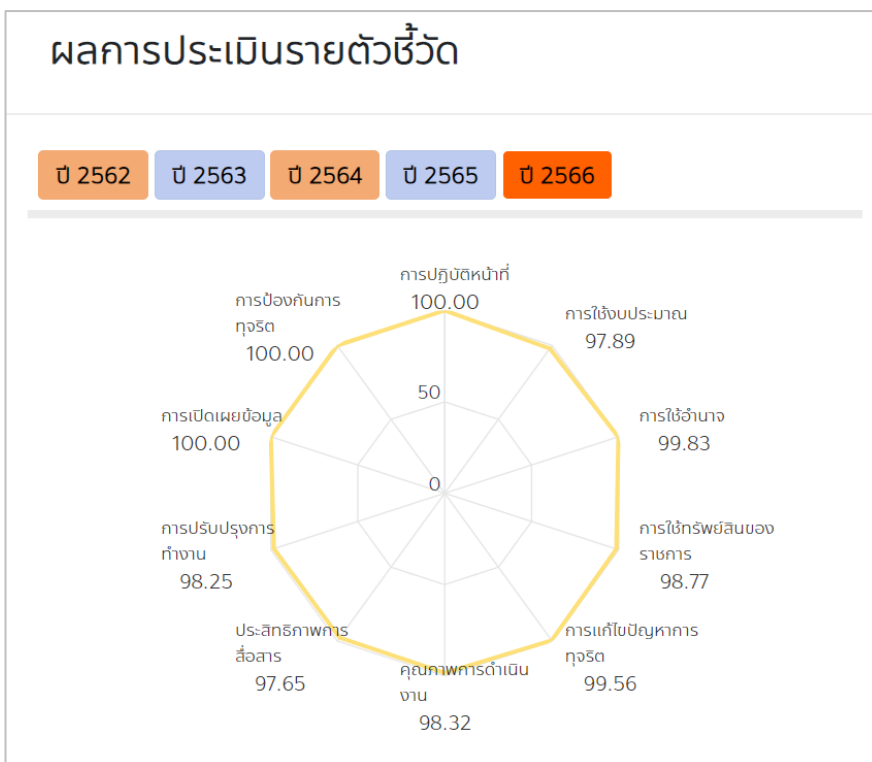 ผลการประเมินรายตัวชี้วัด
ปี 2562
ปี 2563
ปี 2564
ปี 2565
ปี 2566
การปฏิบัติหน้าที่
100.00
การใช้งบประมาณ
97.89
การใช้อำนาจ
99.83
การใช้ทรัพย์สินของ
ราชการ
98.77
การแก้ไขปัญหาการ
ทุจริต
99.56
คุณภาพการดำเนิน
งาน
98.32
ประสิทธิภาพการ
สื่อสาร
97.65
การปรับปรุงการ
ทำงาน
98.25
การเปิดเผยข้อมูล
100.00
การป้องกันการ
ทุจริต
100.00
50
0